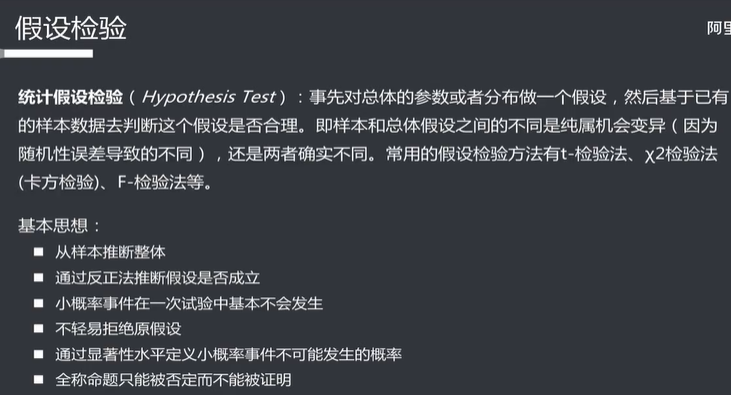 假设检验
阿里
统计假设检验（Hypothesis Test）：事先对总体的参数或者分布做一个假设，然后基于已有
的样本数据去判断这个假设是否合理。即样本和总体假设之间的不同是纯属机会变异（因为
随机性误差导致的不同），还是两者确实不同。常用的假设检验方法有t-检验法、χ2检验法
(卡方检验)、F-检验法等。
基本思想：
■ 从样本推断整体
■ 通过反正法推断假设是否成立
■ 小概率事件在一次试验中基本不会发生
■ 不轻易拒绝原假设
■ 通过显著性水平定义小概率事件不可能发生的概率
■ 全称命题只能被否定而不能被证明